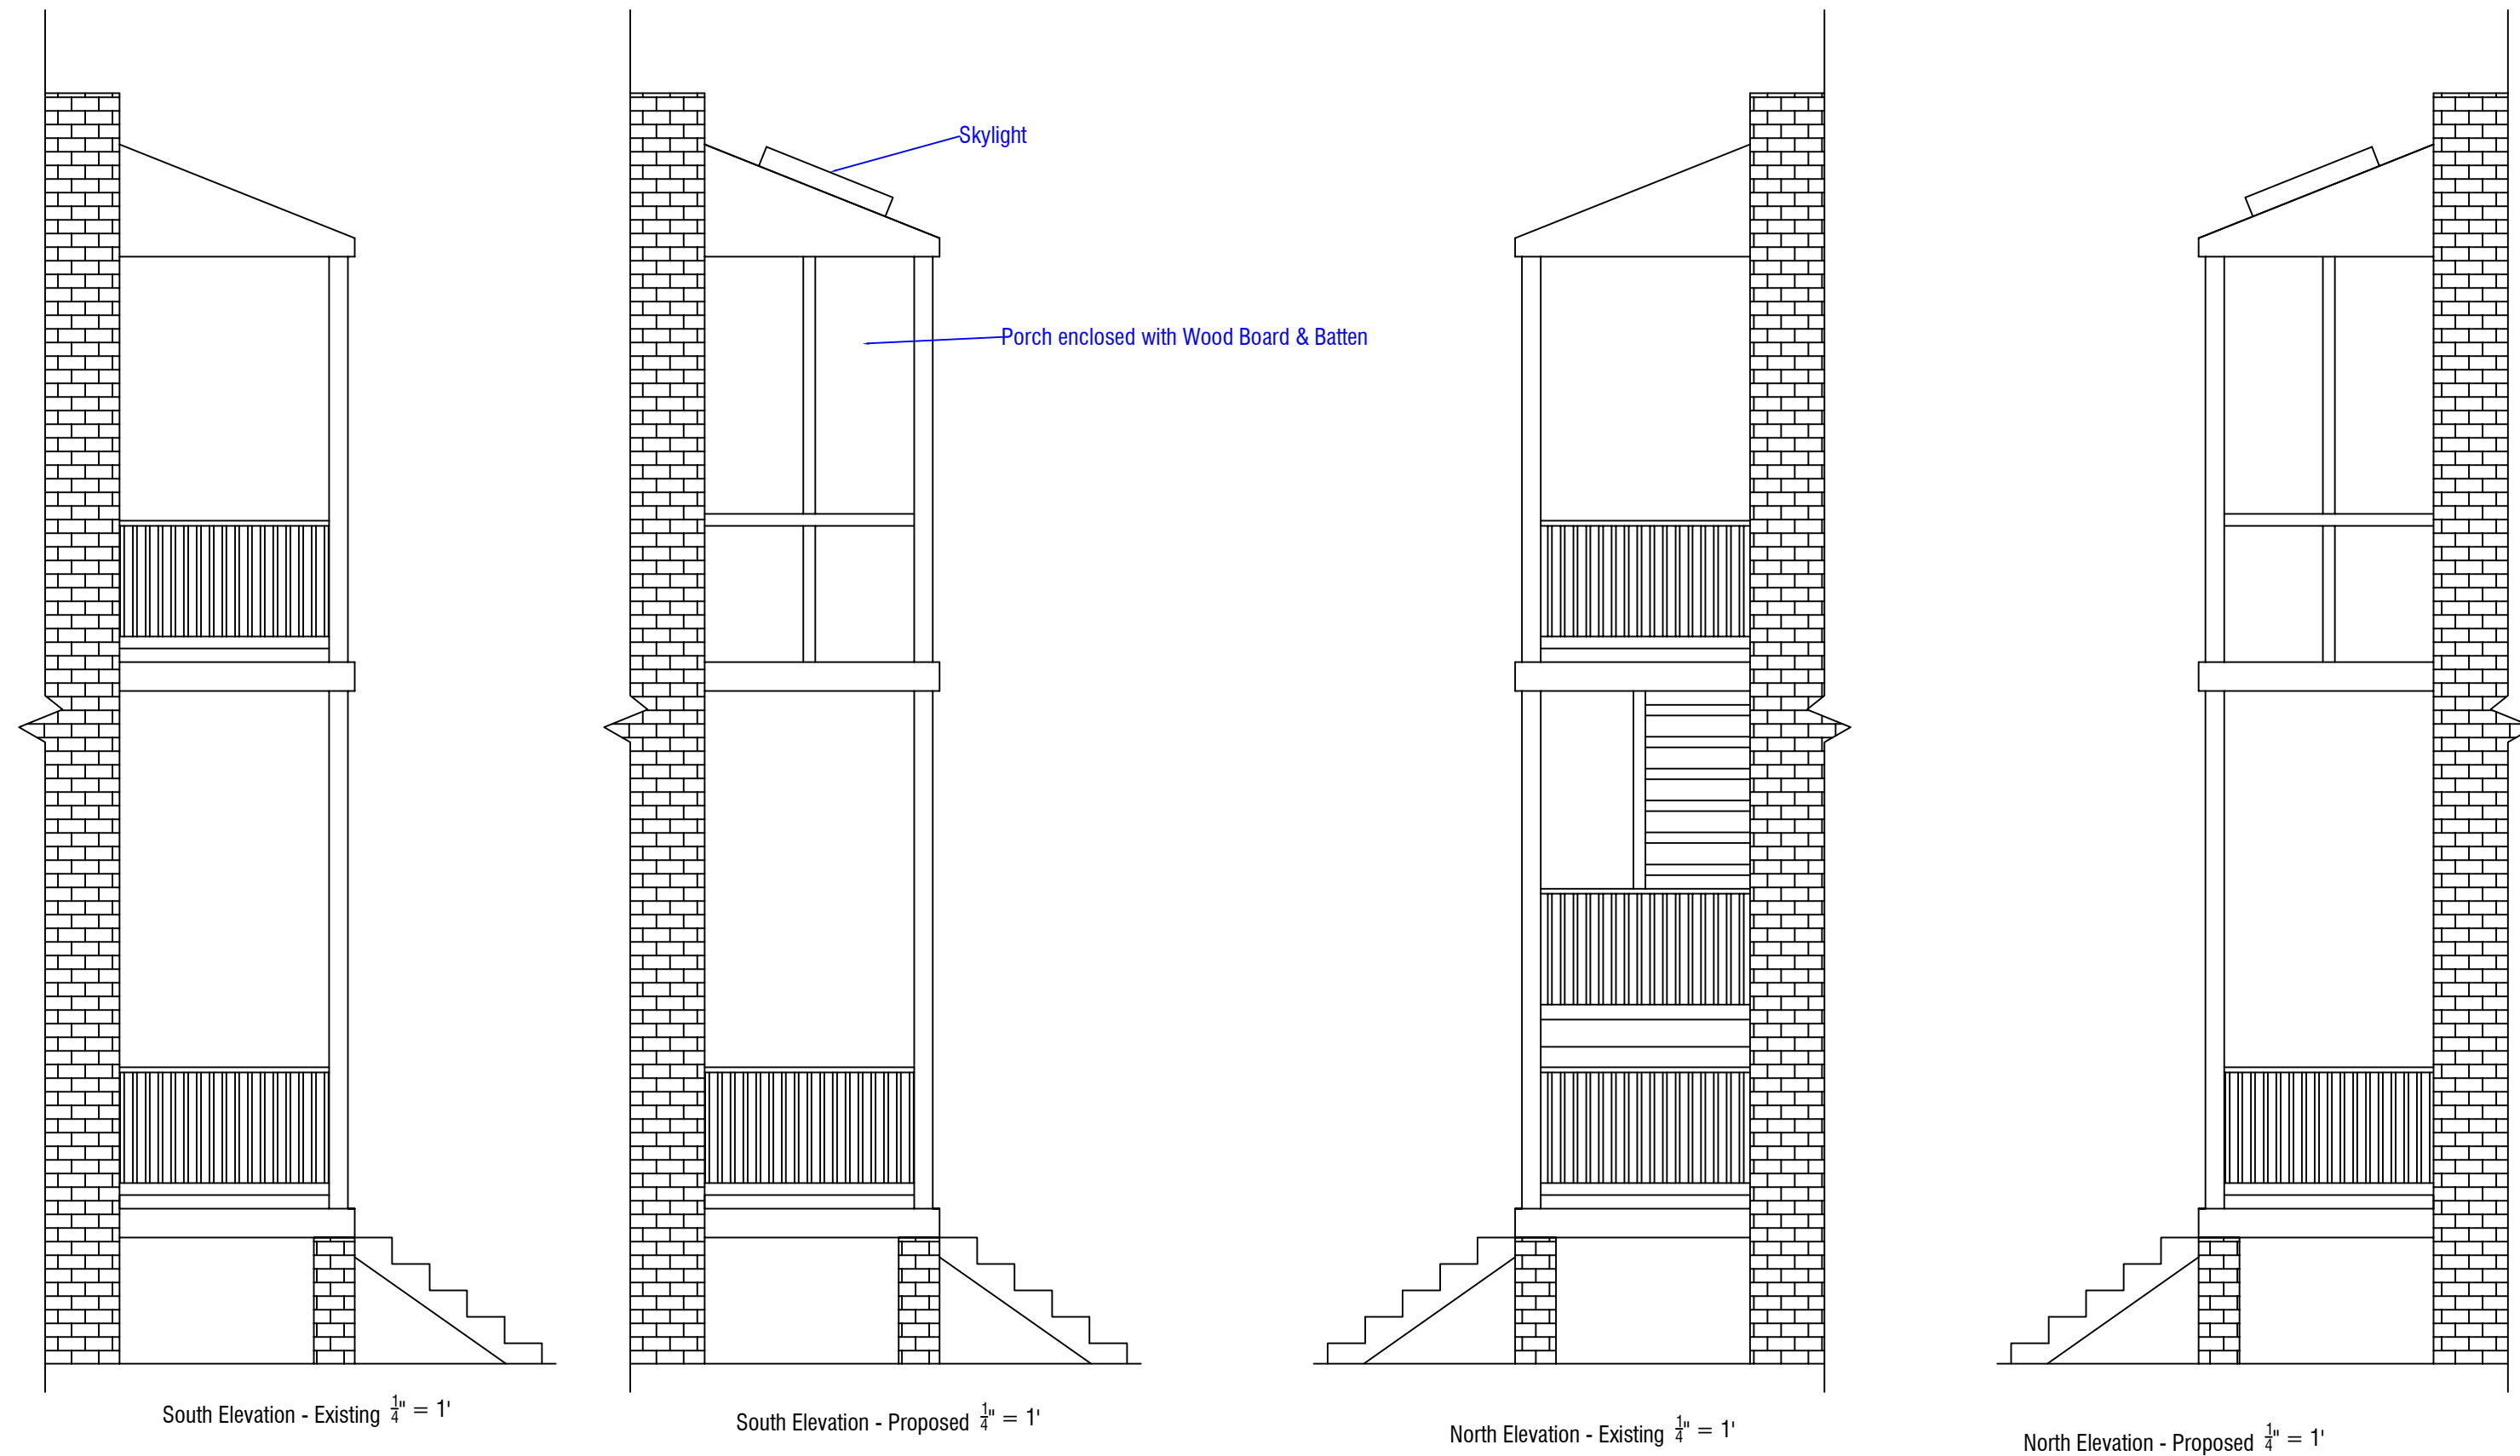 Skylight
Porch enclosed with Wood Board & Batten
South Elevation - Existing 1/4" = 1'
South Elevation - Proposed 1/4" = 1'
North Elevation - Existing 1/4" = 1'
North Elevation - Proposed 1/4" = 1'